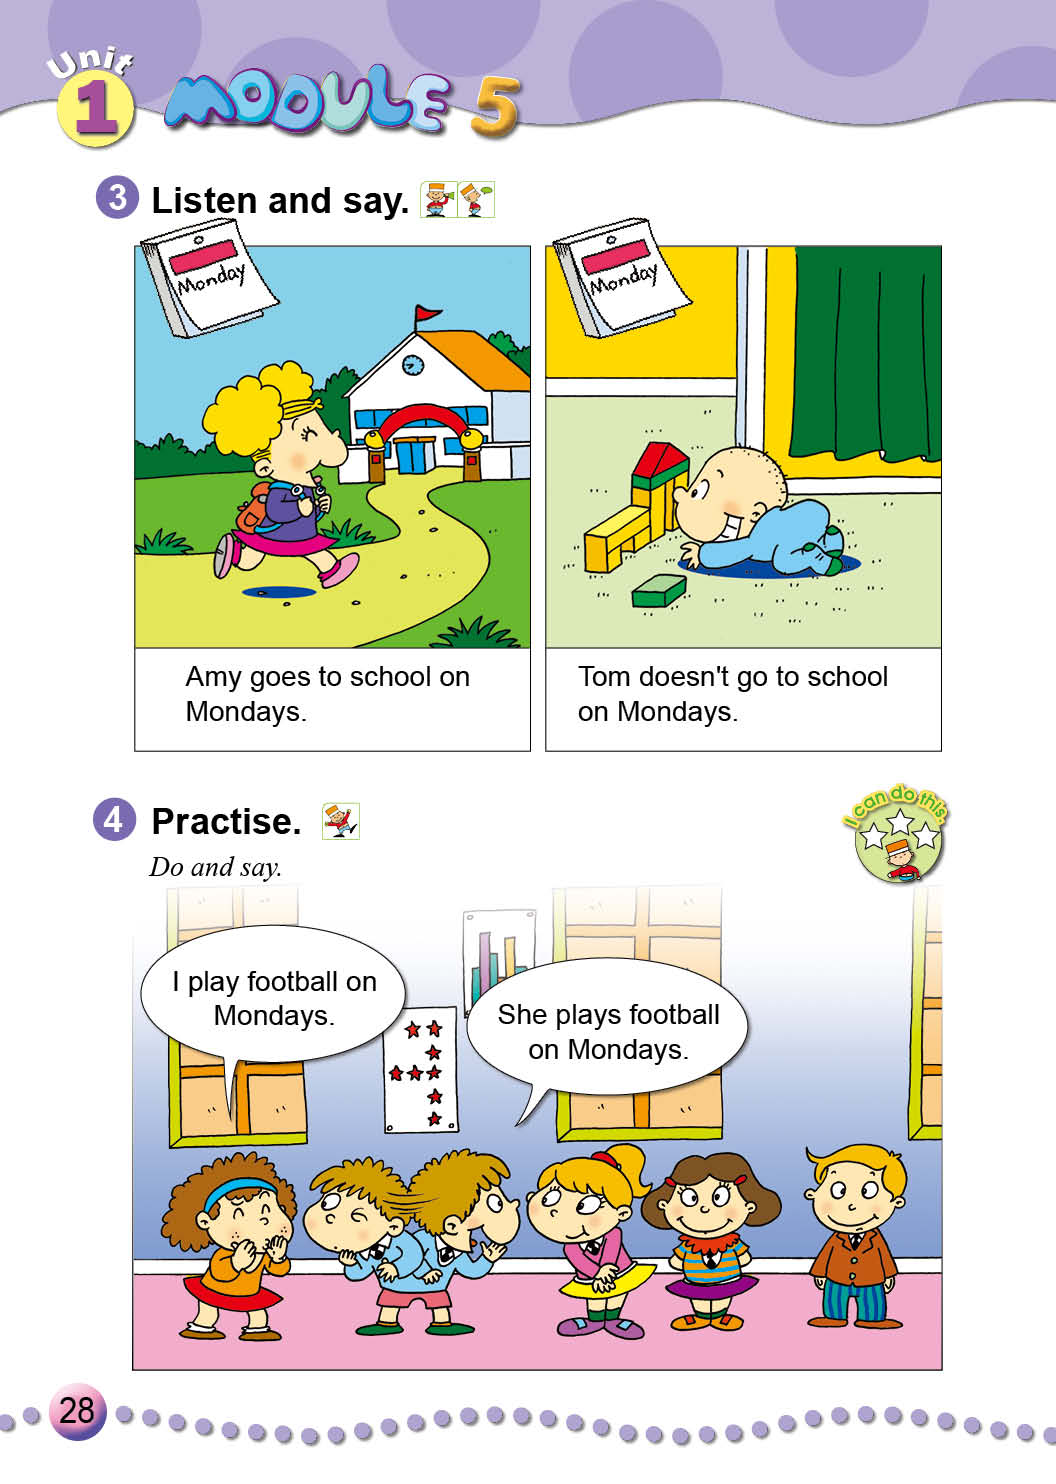 Unit
1
MODULE 5
3 Listen and say.
Monday
Monday
Amy goes to school on
Mondays.
Tom doesn't go to school
on Mondays.
4 Practise.
I can do this.
Do and say.
I play football on
Mondays.
She plays football
on Mondays.
28